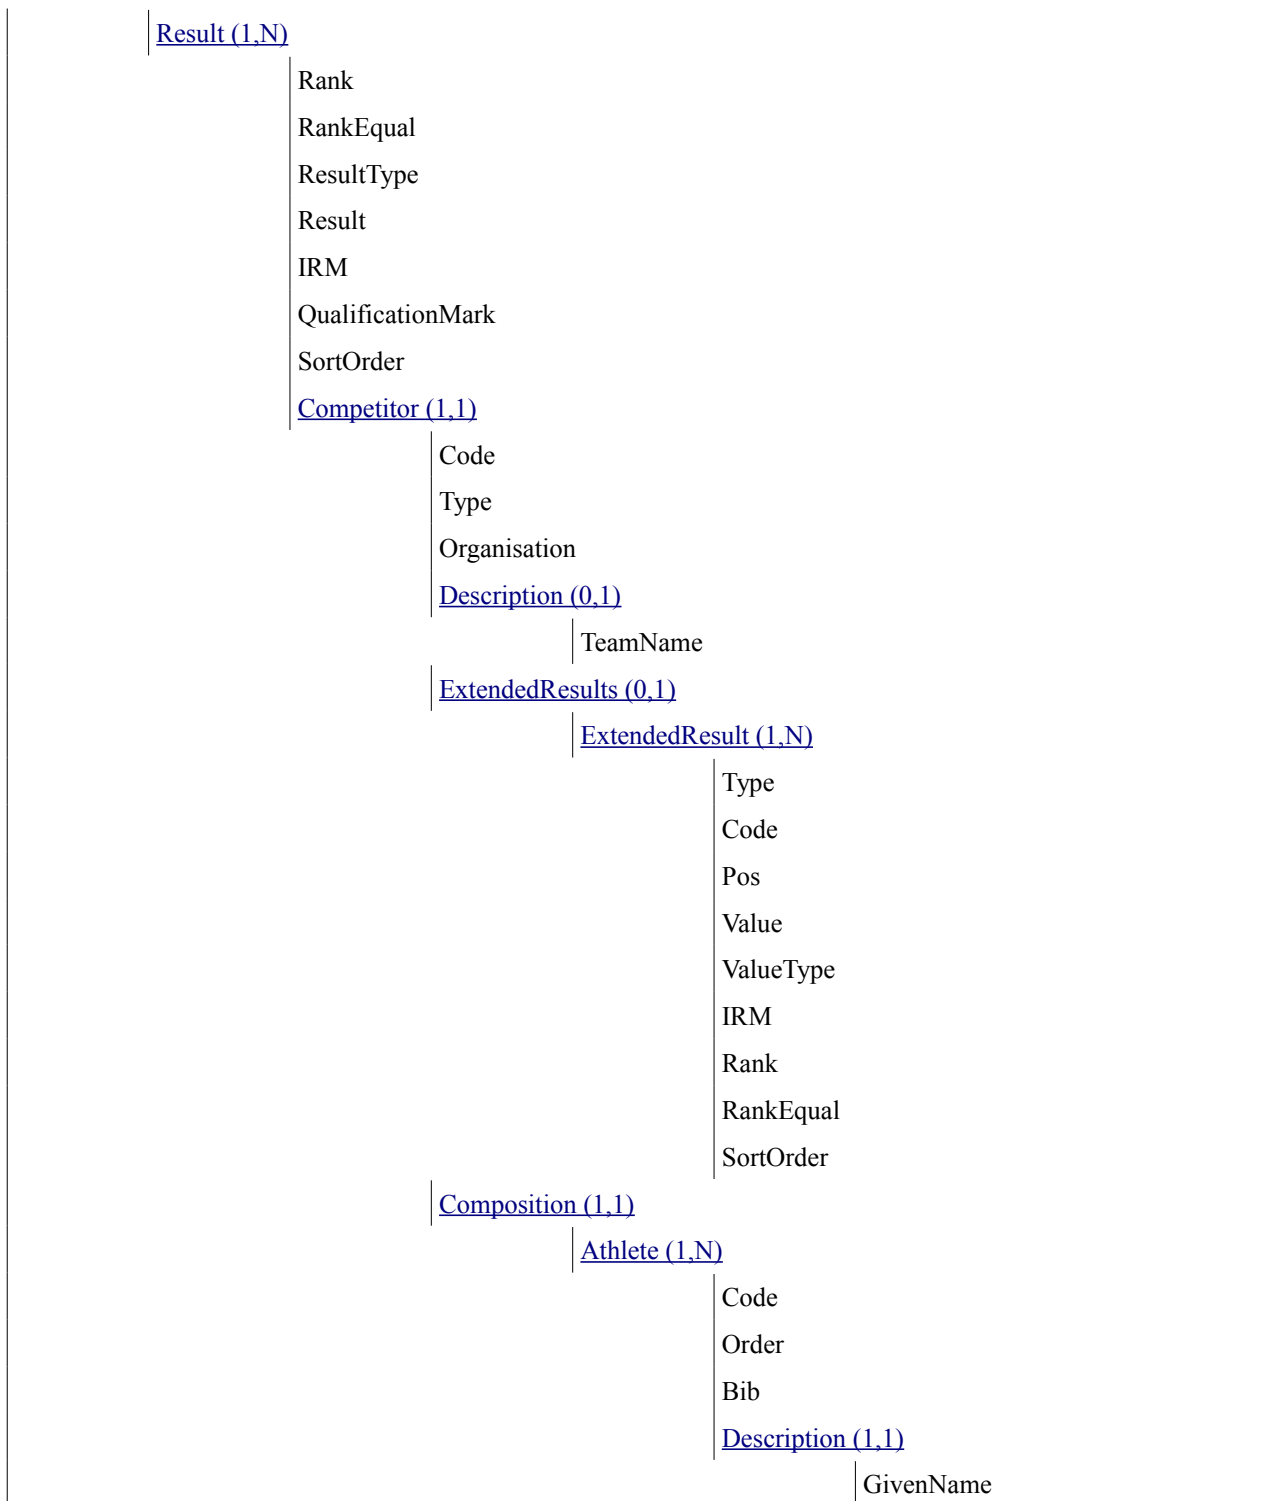 Result (1,N)
Rank
RankEqual
ResultType
Result
IRM
QualificationMark
SortOrder
Competitor (1,1)
Code
Type
Organisation
Description (0,1)
TeamName
ExtendedResults (0,1)
ExtendedResult (1,N)
Type
Code
Pos
Value
ValueType
IRM
Rank
RankEqual
SortOrder
Composition (1,1)
Athlete (1,N)
Code
Order
Bib
Description (1,1)
GivenName